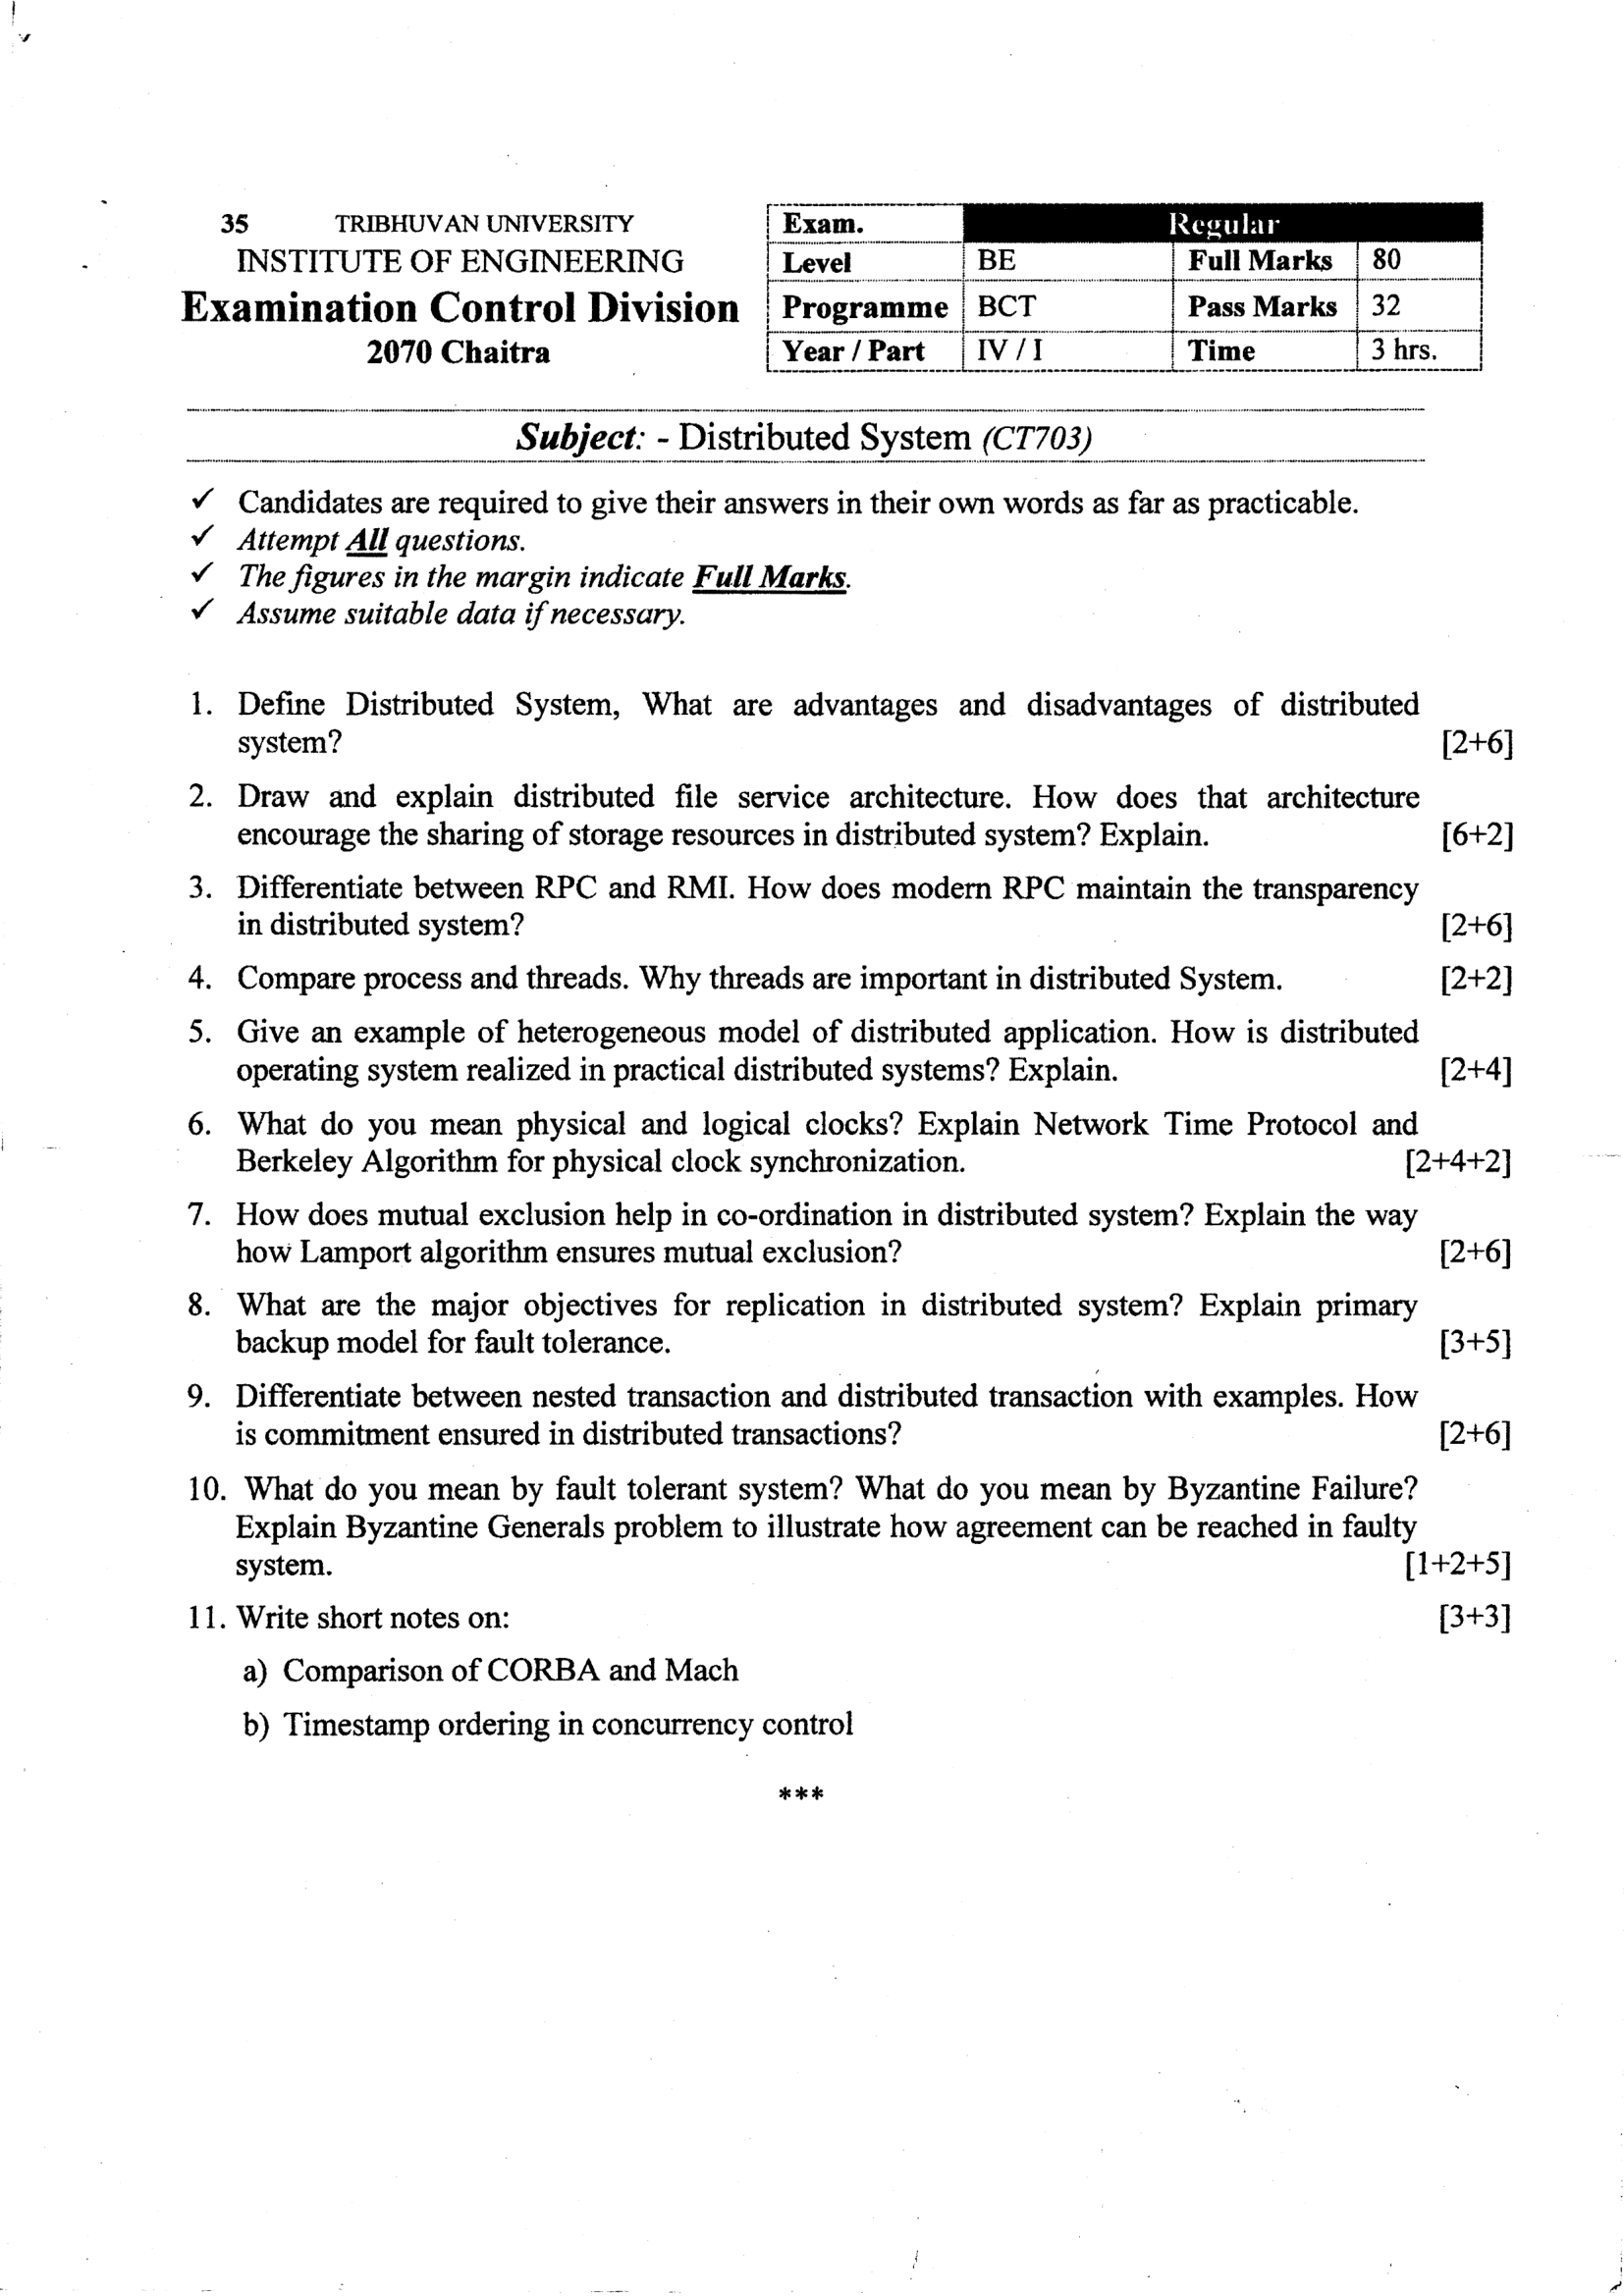 35 TRIBHUVAN UNIVERSITY
INSTITUTE OF ENGINEERING
Examination Control Division
2070 Chaitra
Exam. Regular
Level BE Full Marks 80
Programme BCT Pass Marks 32
Year / Part IV / I Time 3 hrs.
Subject: - Distributed System (CT703)
✓ Candidates are required to give their answers in their own words as far as practicable.
✓ Attempt All questions.
✓ The figures in the margin indicate Full Marks.
✓ Assume suitable data if necessary.
1. Define Distributed System, What are advantages and disadvantages of distributed
system? [2+6]
2. Draw and explain distributed file service architecture. How does that architecture
encourage the sharing of storage resources in distributed system? Explain. [6+2]
3. Differentiate between RPC and RMI. How does modern RPC maintain the transparency
in distributed system? [2+6]
4. Compare process and threads. Why threads are important in distributed System. [2+2]
5. Give an example of heterogeneous model of distributed application. How is distributed
operating system realized in practical distributed systems? Explain. [2+4]
6. What do you mean physical and logical clocks? Explain Network Time Protocol and
Berkeley Algorithm for physical clock synchronization. [2+4+2]
7. How does mutual exclusion help in co-ordination in distributed system? Explain the way
how Lamport algorithm ensures mutual exclusion? [2+6]
8. What are the major objectives for replication in distributed system? Explain primary
backup model for fault tolerance. [3+5]
9. Differentiate between nested transaction and distributed transaction with examples. How
is commitment ensured in distributed transactions? [2+6]
10. What do you mean by fault tolerant system? What do you mean by Byzantine Failure?
Explain Byzantine Generals problem to illustrate how agreement can be reached in faulty
system. [1+2+5]
11. Write short notes on: [3+3]
a) Comparison of CORBA and Mach
b) Timestamp ordering in concurrency control
***